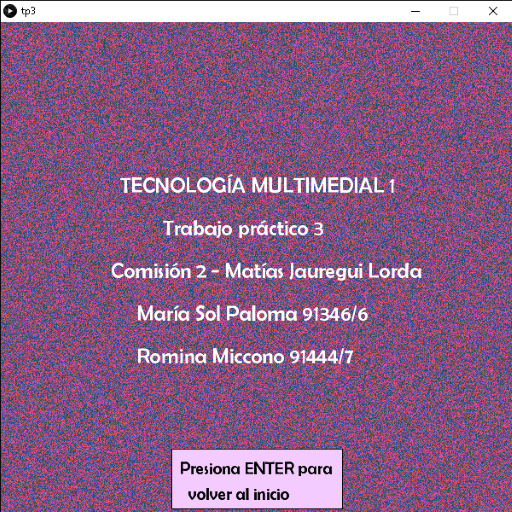 tp3
TECNOLOGÍA MULTIMEDIAL 1
Trabajo práctico 3
Comisión 2 - Matías Jauregui Lorda
María Sol Paloma 91346/6
Romina Miccono 91444/7
Presiona ENTER para
volver al inicio